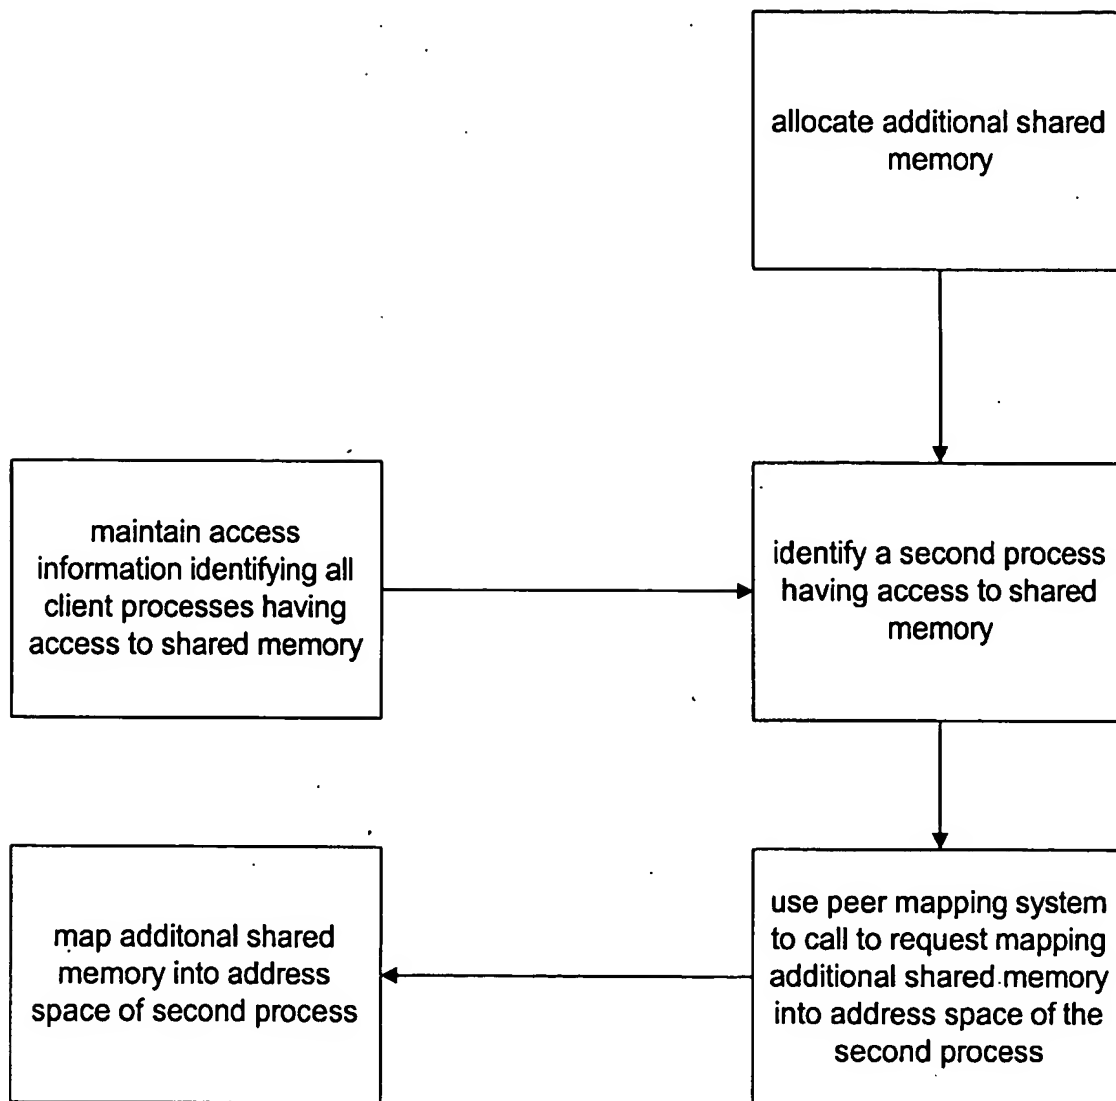 allocate additional shared
memory
maintain access
information identifying all
client processes having
access to shared memory
identify a second process
having access to shared
memory
map additonal shared
memory into address
space of second process
use peer mapping system
to call to request mapping
additional shared memory
into address space of the
second process